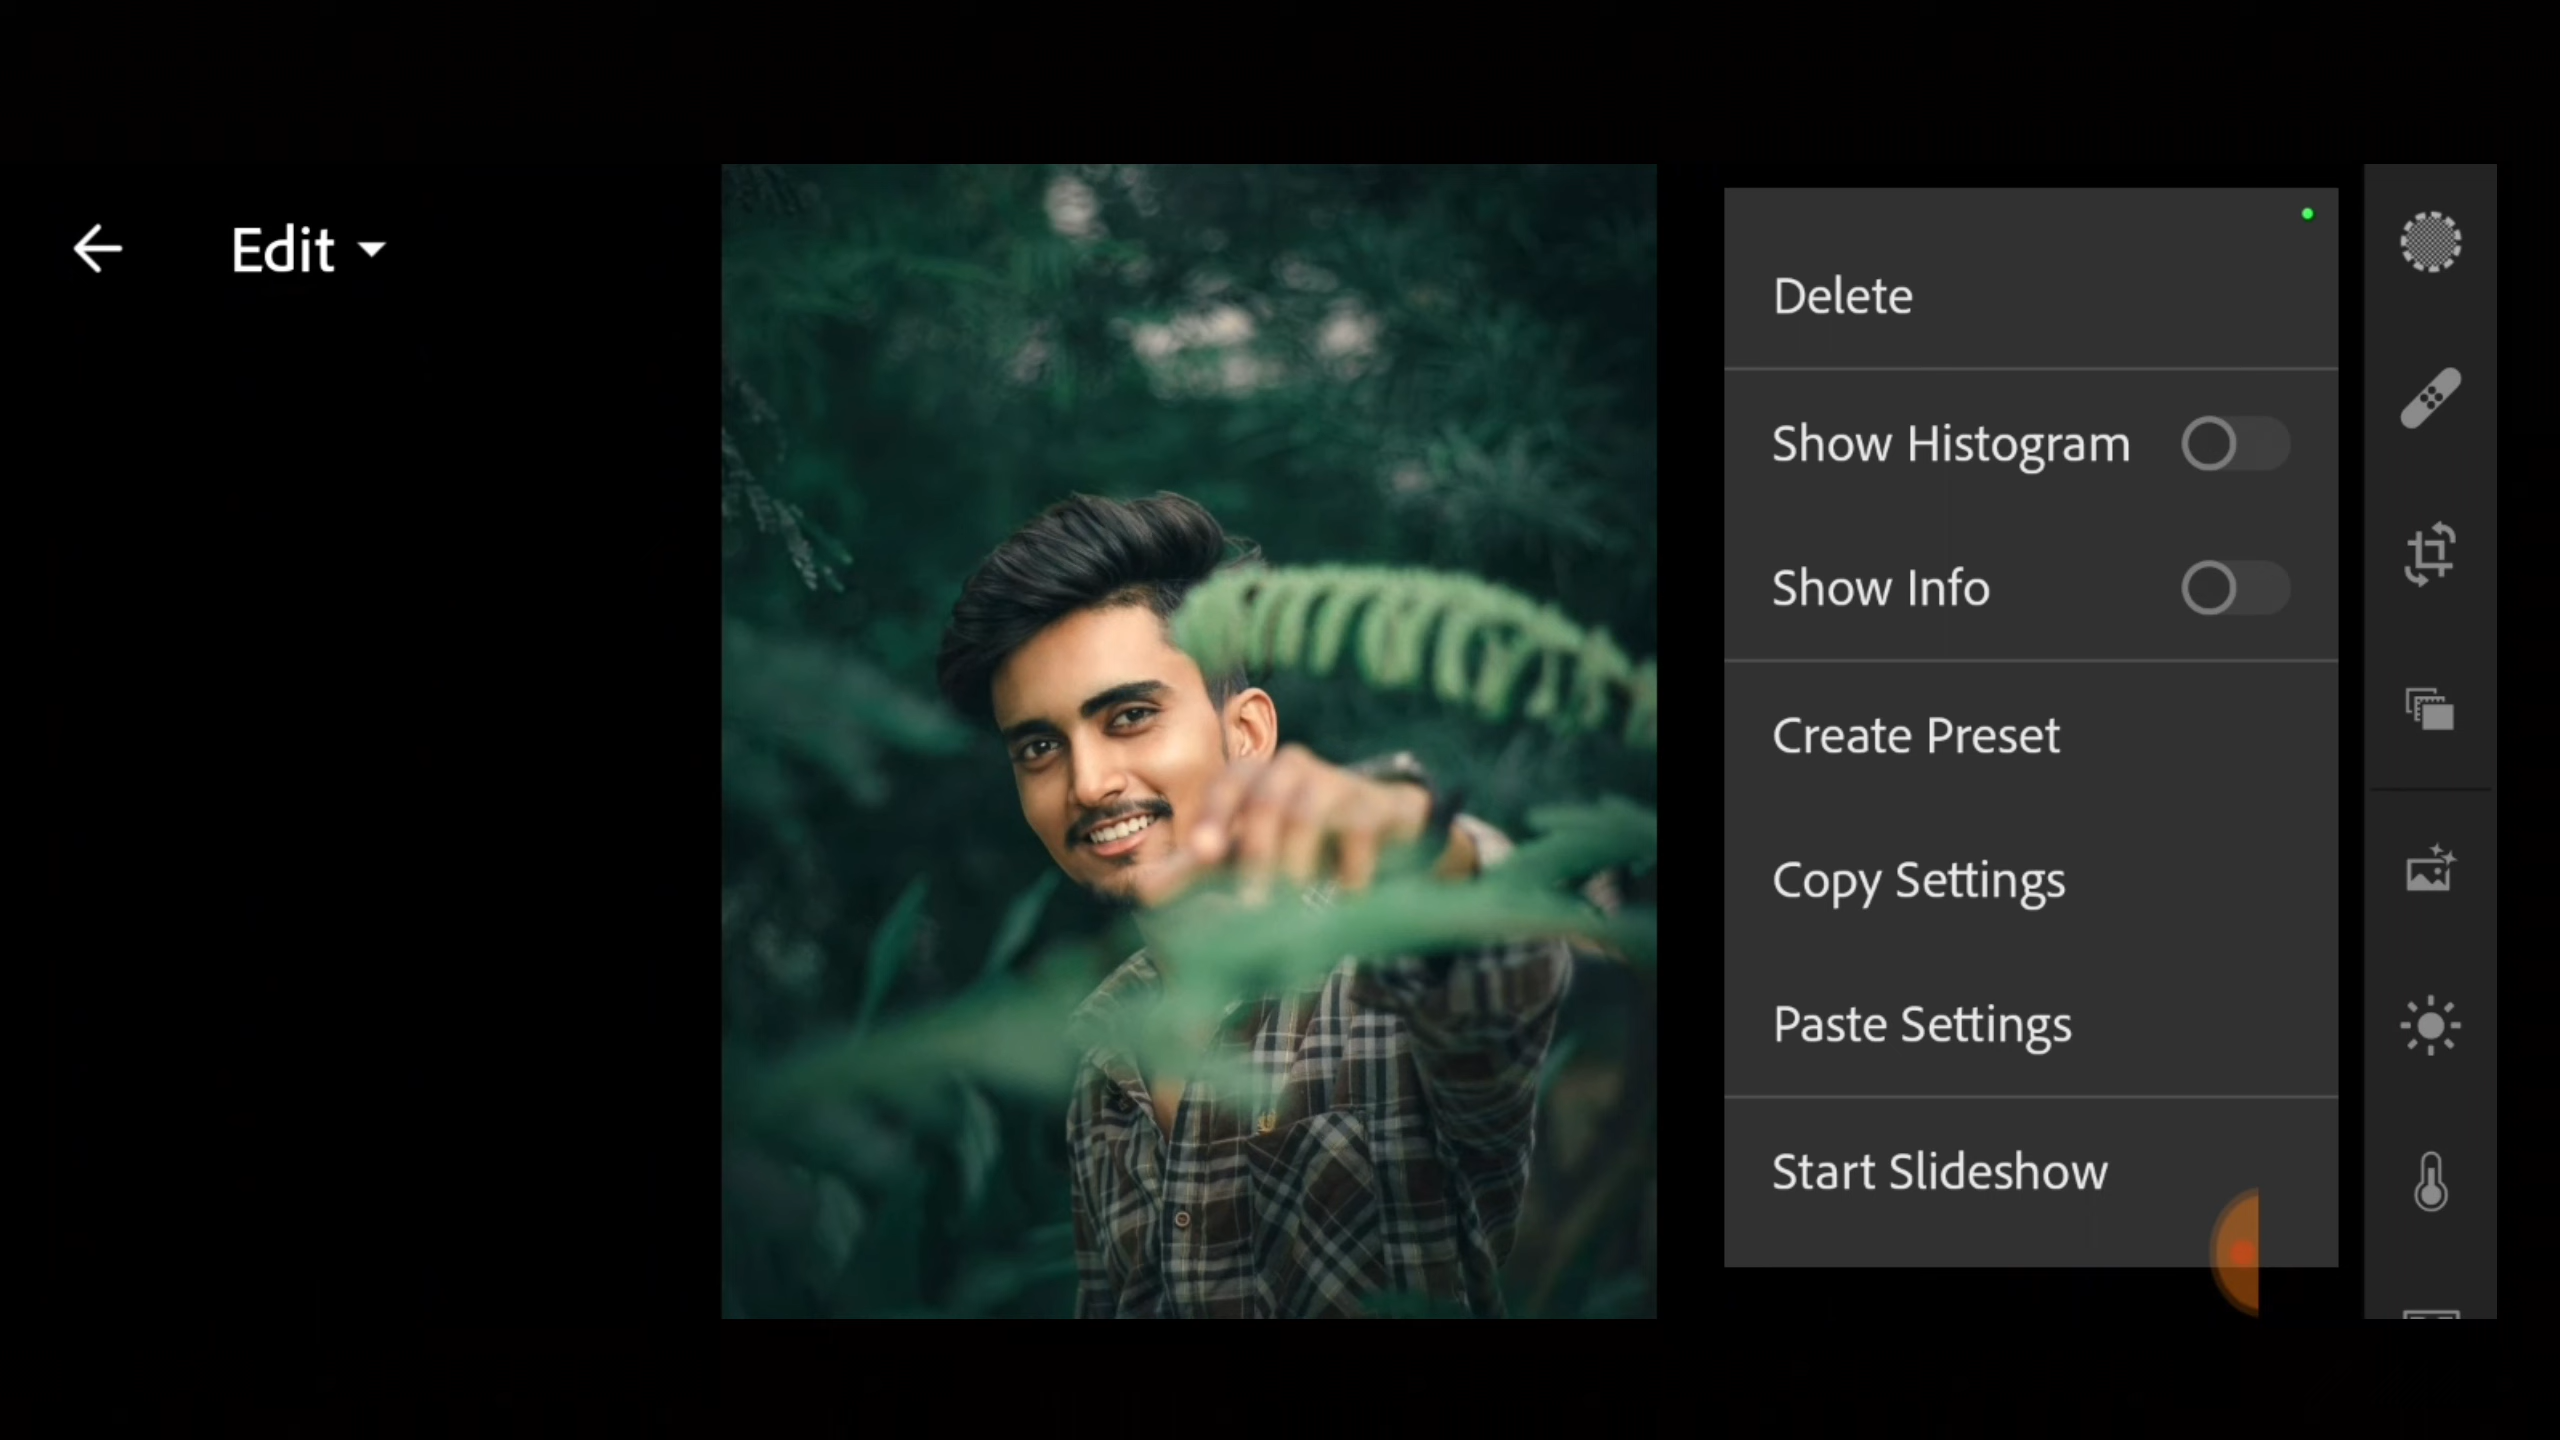 Edit
Delete
Show Histogram
Show Info
Create Preset
Copy Settings
Paste Settings
Start Slideshow